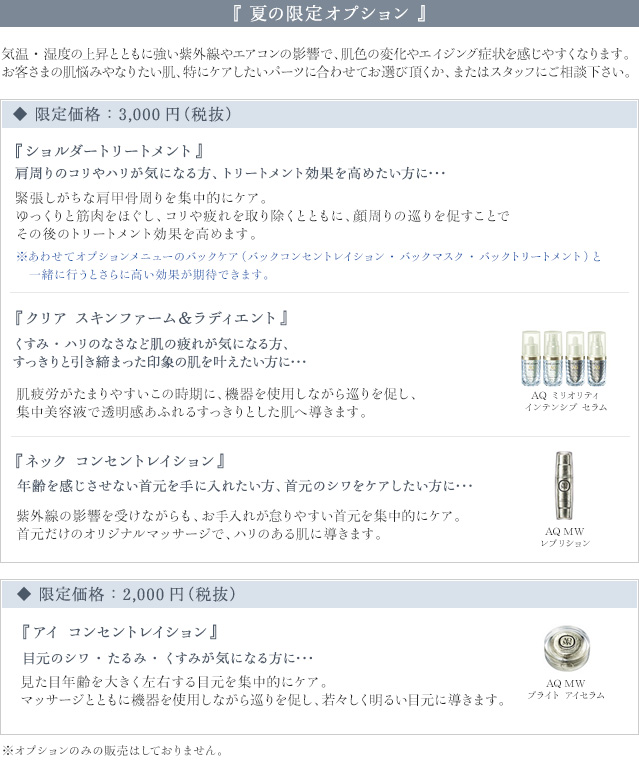 『 夏の限定オプション 』
気温・湿度の上昇とともに強い紫外線やエアコンの影響で、肌色の変化やエイジング症状を感じやすくなります。
お客さまの肌悩みやなりたい肌、特にケアしたいパーツに合わせてお選び頂くか、またはスタッフにご相談下さい。
◆ 限定価格：3,000円（税抜）
『ショルダートリートメント』
肩周りのコリやハリが気になる方、トリートメント効果を高めたい方に・・・
緊張しがちな肩甲骨周りを集中的にケア。
ゆっくりと筋肉をほぐし、コリや疲れを取り除くとともに、顔周りの巡りを促すことで
その後のトリートメント効果を高めます。
※あわせてオプションメニューのバックケア（バックコンセントレイション・バックマスク・バックトリートメント）と
一緒に行うとさらに高い効果が期待できます。
『クリア スキンファーム＆ラディエント』
くすみ・ハリのなさなど肌の疲れが気になる方、
すっきりと引き締まった印象の肌を叶えたい方に・・・
肌疲労がたまりやすいこの時期に、機器を使用しながら巡りを促し、
集中美容液で透明感あふれるすっきりとした肌へ導きます。
AQ ミリオリティ
インテンシブ セラム
『ネック コンセントレイション』
年齢を感じさせない首元を手に入れたい方、首元のシワをケアしたい方に・・・
紫外線の影響を受けながらも、お手入れが怠りやすい首元を集中的にケア。
首元だけのオリジナルマッサージで、ハリのある肌に導きます。
AQ MW
レプリション
◆ 限定価格：2,000円（税抜）
『アイ コンセントレイション』
目元のシワ・たるみ・くすみが気になる方に・・・
見た目年齢を大きく左右する目元を集中的にケア。
マッサージとともに機器を使用しながら巡りを促し、若々しく明るい目元に導きます。
AQ MW
ブライト アイセラム
※オプションのみの販売はしておりません。